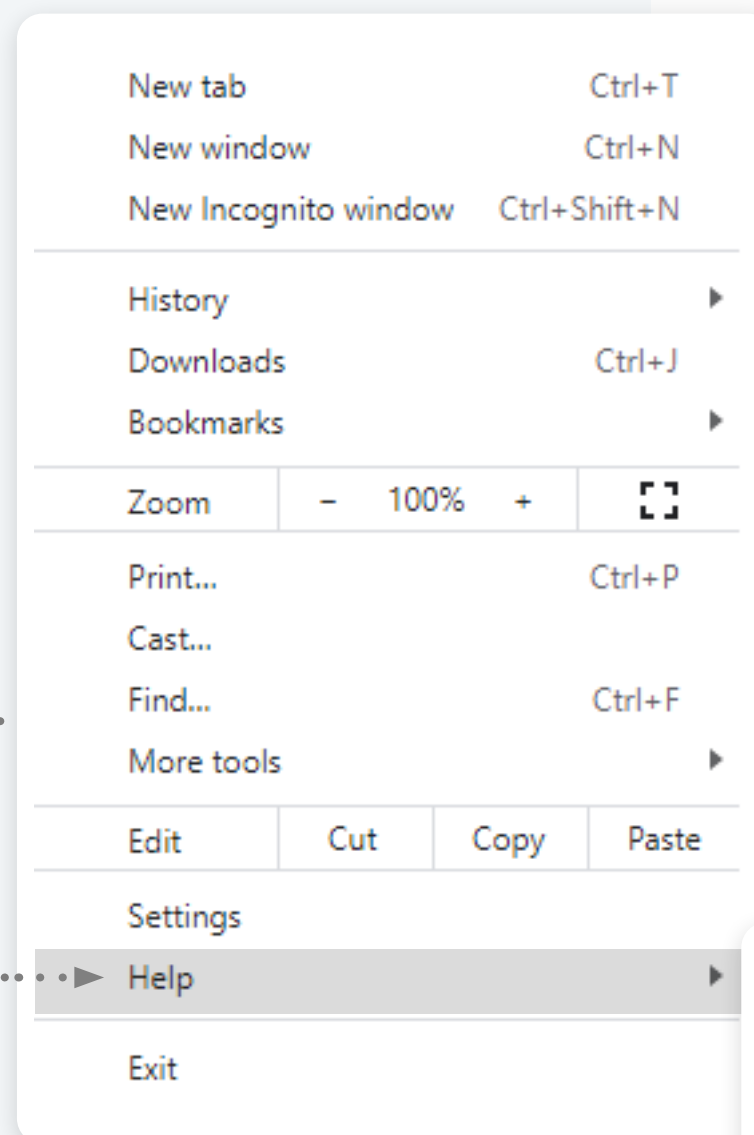 New tab Ctrl+T
New window Ctrl+N
New Incognito window Ctrl+Shift+N
History
Downloads Ctrl+J
Bookmarks
Zoom − 100% +
Print... Ctrl+P
Cast...
Find... Ctrl+F
More tools
Edit Cut Copy Paste
Settings
Help
Exit